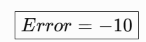 Error = −10